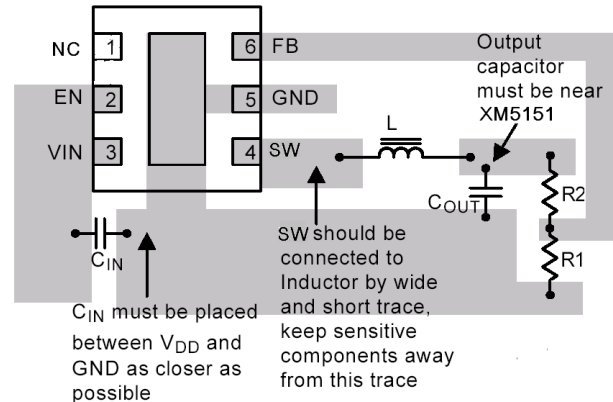 NC 1 6 FB
EN 2 5 GND
VIN 3 4 SW
Output
capacitor
must be near
XM5151
L
COUT
R2
R1
CIN
CIN must be placed
between VDD and
GND as closer as
possible
SW should be
connected to
Inductor by wide
and short trace,
keep sensitive
components away
from this trace